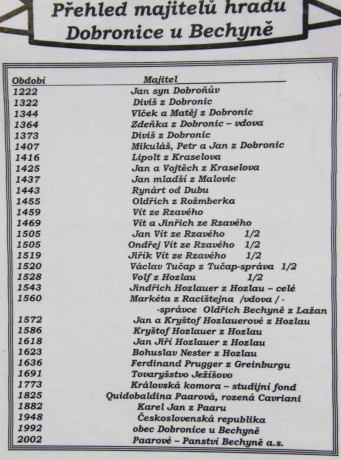 Přehled majitelů hradu
Dobronice u Bechyně
Období Majitel
1222 Jan syn Dobroňův
1322 Diviš z Dobronic
1344 Vlček a Matěj z Dobronic
1364 Zdeňka z Dobronic – vdova
1373 Diviš z Dobronic
1407 Mikuláš, Petr a Jan z Dobronic
1416 Lipolt z Kraselova
1425 Jan a Vojtěch z Kraselova
1437 Jan mladší z Malovic
1443 Rynárt od Dubu
1455 Oldřich z Rožmberka
1459 Vít ze Rzavého
1469 Vít a Jinřich ze Rzavého
1505 Jan Vít ze Rzavého 1/2
1505 Ondřej Vít ze Rzavého 1/2
1519 Jiřík Vít ze Rzavého 1/2
1520 Václav Tučap z Tučap-správa 1/2
1528 Volf z Hozlau 1/2
1543 Jindřich Hozlauer z Hozlau – celé
1560 Markéta z Racištejna /vdova / -
-správce Oldřich Bechyně z Lažan
1572 Jan a Kryštof Hozlauerové z Hozlau
1586 Kryštof Hozlauer z Hozlau
1618 Jan Jiří Hozlauer z Hozlau
1623 Bohuslav Nester z Hozlau
1636 Ferdinand Prugger z Greinburgu
1691 Tovaryšstvo Ježíšovo
1773 Královská komora – studijní fond
1825 Quidobaldina Paarová, rozená Cavriani
1882 Karel Jan z Paaru
1948 Československá republika
1992 obec Dobronice u Bechyně
2002 Paarové - Panství Bechyně a.s.